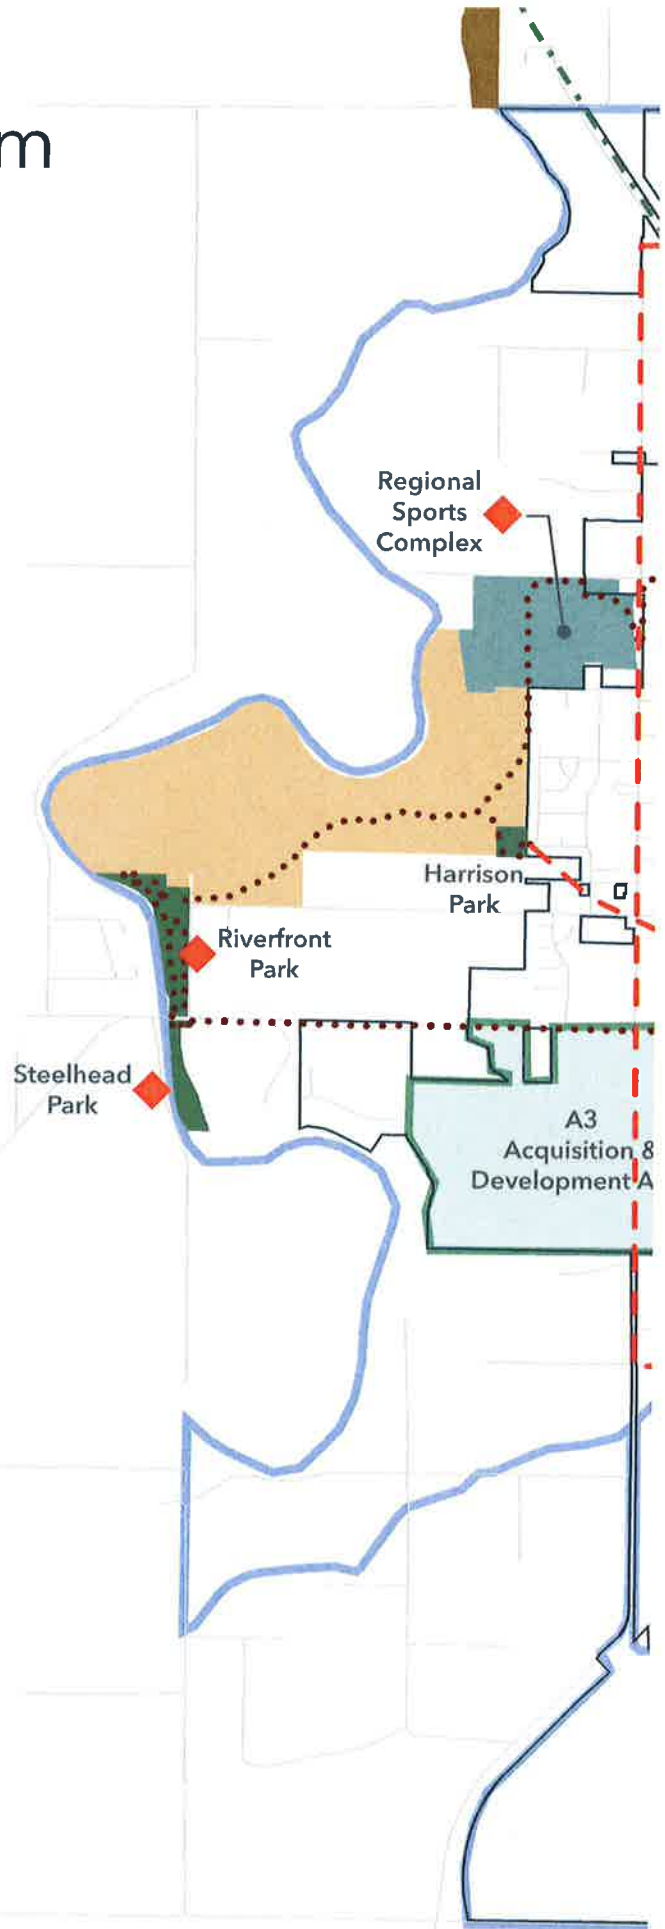 m
Regional
Sports
Complex
Harrison
Park
Riverfront
Park
Steelhead
Park
A3
Acquisition &
Development A